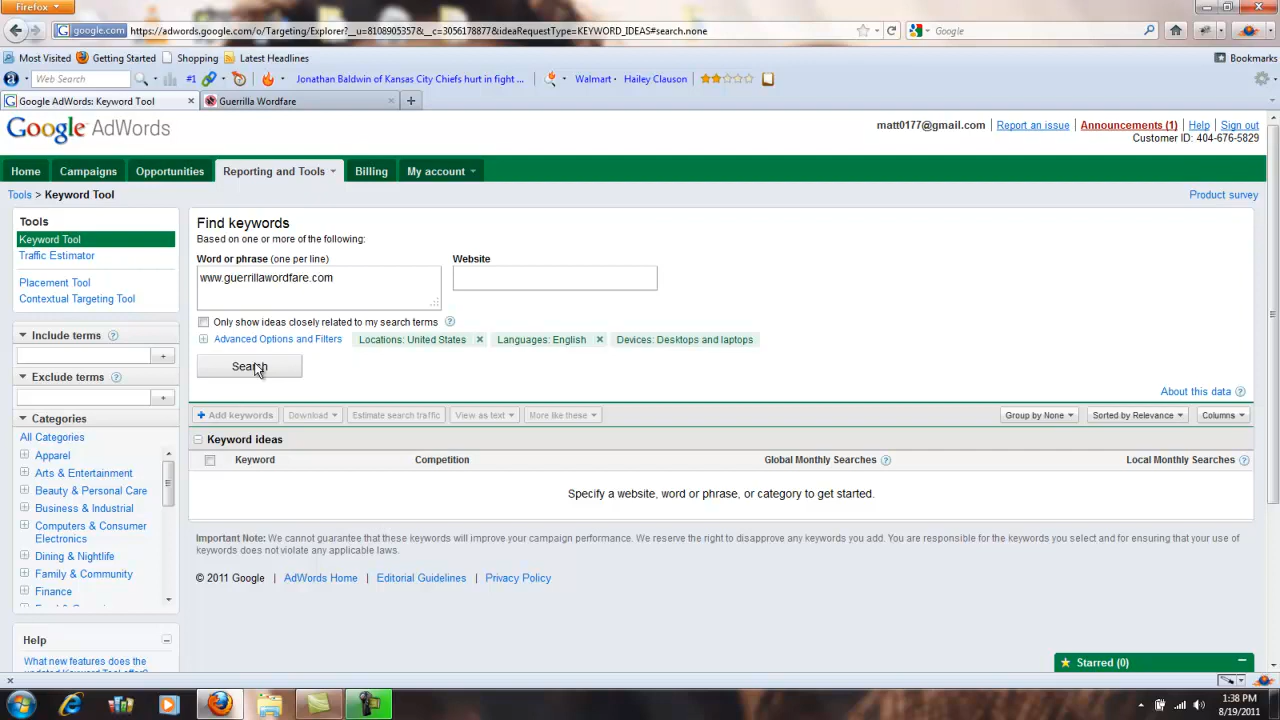 Firefox
google.com https://adwords.google.com/o/Targeting/Explorer?__u=8108905357&__c=3056178877&ideaRequestType=KEYWORD_IDEAS#search.none
Google
Most Visited Getting Started Shopping Latest Headlines
Bookmarks
Web Search #1 Jonathan Baldwin of Kansas City Chiefs hurt in fight ... Walmart - Hailey Clauson
Google AdWords: Keyword Tool Guerrilla Wordfare
Google AdWords
matt0177@gmail.com Report an issue Announcements (1) Help Sign out
Customer ID: 404-676-5829
Home Campaigns Opportunities Reporting and Tools Billing My account
Tools > Keyword Tool
Product survey
Tools
Keyword Tool
Traffic Estimator
Placement Tool
Contextual Targeting Tool
Include terms
Exclude terms
Categories
All Categories
Apparel
Arts & Entertainment
Beauty & Personal Care
Business & Industrial
Computers & Consumer
Electronics
Dining & Nightlife
Family & Community
Finance
Help
What new features does the
Find keywords
Based on one or more of the following:
Word or phrase (one per line) Website
www.guerrillawordfare.com
Only show ideas closely related to my search terms
Advanced Options and Filters Locations: United States Languages: English Devices: Desktops and laptops
Search
About this data
Add keywords Download Estimate search traffic View as text More like these Group by None Sorted by Relevance Columns
Keyword ideas
Keyword Competition Global Monthly Searches Local Monthly Searches
Specify a website, word or phrase, or category to get started.
Important Note: We cannot guarantee that these keywords will improve your campaign performance. We reserve the right to disapprove any keywords you add. You are responsible for the keywords you select and for ensuring that your use of
keywords does not violate any applicable laws.
© 2011 Google | AdWords Home | Editorial Guidelines | Privacy Policy
Starred (0)
1:38 PM
8/19/2011